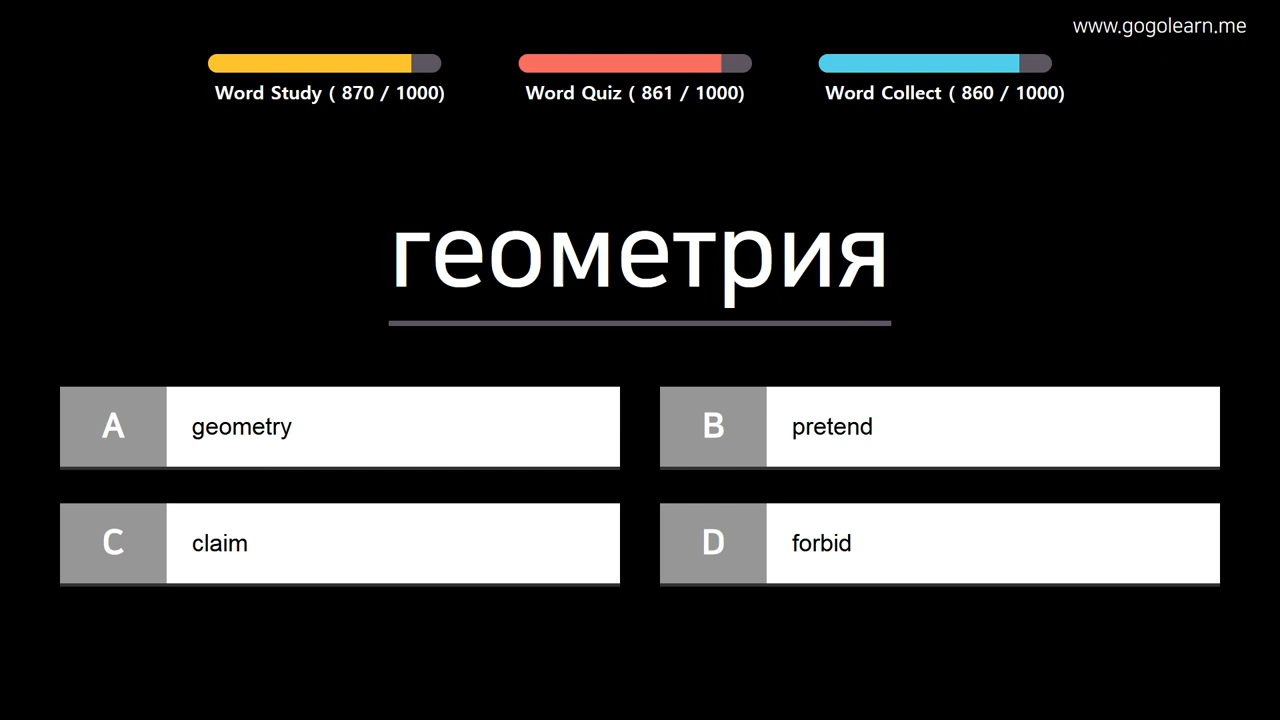 www.gogolearn.me
Word Study ( 870 / 1000)
Word Quiz ( 861 / 1000)
Word Collect ( 860 / 1000)
геометрия
A geometry
B pretend
C claim
D forbid